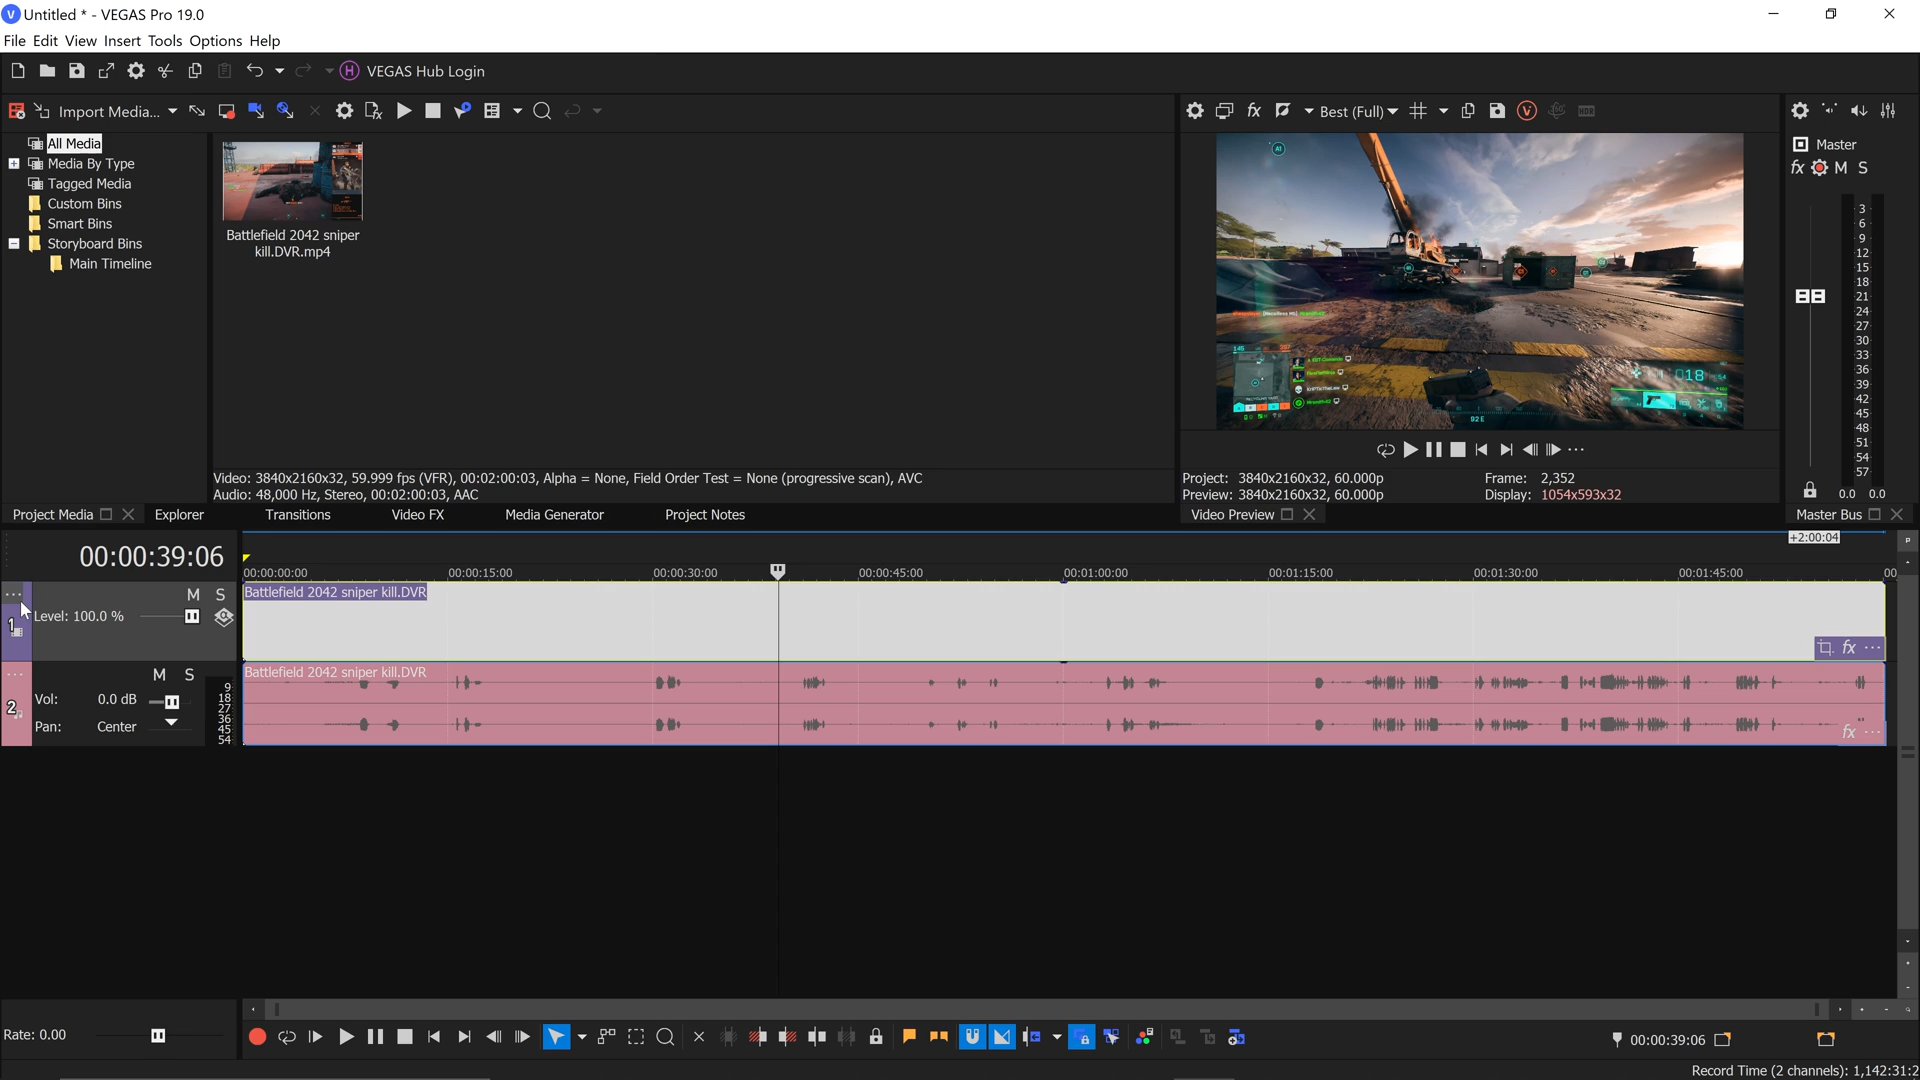 Untitled * - VEGAS Pro 19.0
File Edit View Insert Tools Options Help
VEGAS Hub Login
Import Media...
Best (Full)
All Media
Media By Type
Tagged Media
Custom Bins
Smart Bins
Storyboard Bins
Main Timeline
Battlefield 2042 sniper
kill.DVR.mp4
Video: 3840x2160x32, 59.999 fps (VFR), 00:02:00:03, Alpha = None, Field Order Test = None (progressive scan), AVC
Audio: 48,000 Hz, Stereo, 00:02:00:03, AAC
A1
145
018
92 E
Project: 3840x2160x32, 60.000p
Frame: 2,352
Preview: 3840x2160x32, 60.000p
Display: 1054x593x32
Master
fx M S
3
6
9
12
15
18
21
24
27
30
33
36
39
42
45
48
51
54
57
0.0 0.0
Project Media
Explorer
Transitions
Video FX
Media Generator
Project Notes
Video Preview
Master Bus
00:00:39:06
+2:00:04
00:00:00:00
00:00:15:00
00:00:30:00
00:00:45:00
00:01:00:00
00:01:15:00
00:01:30:00
00:01:45:00
00
M S
1
Level: 100.0 %
Battlefield 2042 sniper kill.DVR
fx
M S
2
Vol: 0.0 dB
Pan: Center
9
18
27
36
45
54
Battlefield 2042 sniper kill.DVR
fx
Rate: 0.00
00:00:39:06
Record Time (2 channels): 1,142:31:2